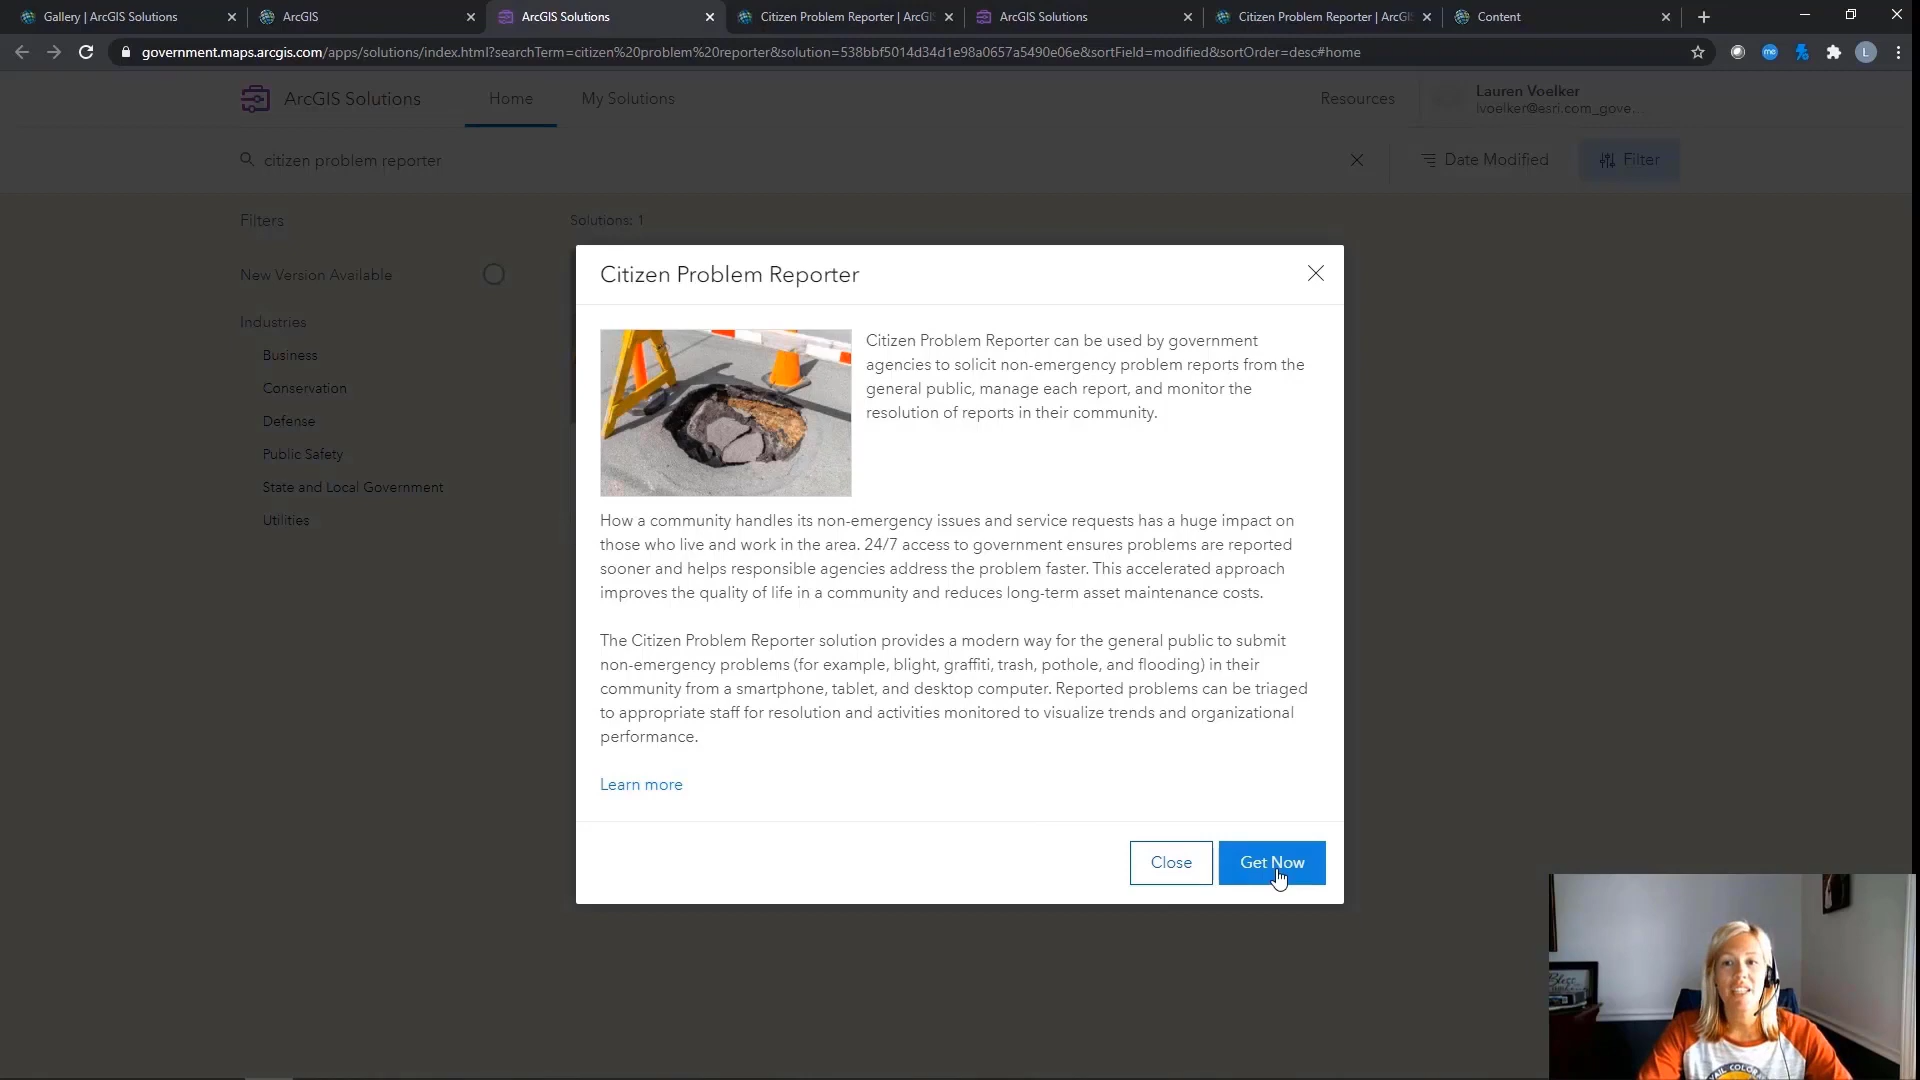 Gallery | ArcGIS Solutions
ArcGIS
ArcGIS Solutions
Citizen Problem Reporter | ArcGI
ArcGIS Solutions
Citizen Problem Reporter | ArcGI
Content
government.maps.arcgis.com/apps/solutions/index.html?searchTerm=citizen%20problem%20reporter&solution=538bbf5014d34d1e98a0657a5490e06e&sortField=modified&sortOrder=desc#home
me
L
ArcGIS Solutions
Home
My Solutions
Resources
Lauren Voelker
lvoelker@esri.com_gove...
citizen problem reporter
Date Modified
Filter
Filters
Solutions: 1
New Version Available
Industries
Business
Conservation
Defense
Public Safety
State and Local Government
Utilities
Citizen Problem Reporter
Citizen Problem Reporter can be used by government
agencies to solicit non-emergency problem reports from the
general public, manage each report, and monitor the
resolution of reports in their community.
How a community handles its non-emergency issues and service requests has a huge impact on
those who live and work in the area. 24/7 access to government ensures problems are reported
sooner and helps responsible agencies address the problem faster. This accelerated approach
improves the quality of life in a community and reduces long-term asset maintenance costs.
The Citizen Problem Reporter solution provides a modern way for the general public to submit
non-emergency problems (for example, blight, graffiti, trash, pothole, and flooding) in their
community from a smartphone, tablet, and desktop computer. Reported problems can be triaged
to appropriate staff for resolution and activities monitored to visualize trends and organizational
performance.
Learn more
Close
Get Now
Bless